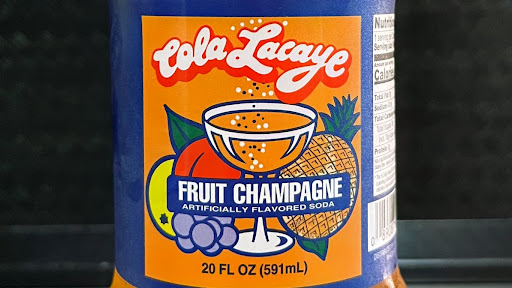 Cola Lacaye
FRUIT CHAMPAGNE
ARTIFICIALLY FLAVORED SODA
20 FL OZ (591mL)